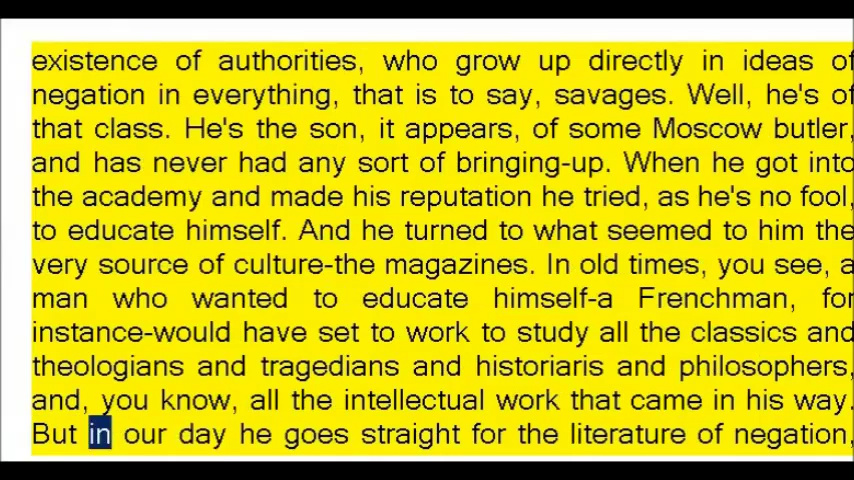 existence of authorities, who grow up directly in ideas of
negation in everything, that is to say, savages. Well, he's of
that class. He's the son, it appears, of some Moscow butler,
and has never had any sort of bringing-up. When he got into
the academy and made his reputation he tried, as he's no fool,
to educate himself. And he turned to what seemed to him the
very source of culture-the magazines. In old times, you see, a
man who wanted to educate himself-a Frenchman, for
instance-would have set to work to study all the classics and
theologians and tragedians and historiaris and philosophers,
and, you know, all the intellectual work that came in his way.
But in our day he goes straight for the literature of negation,